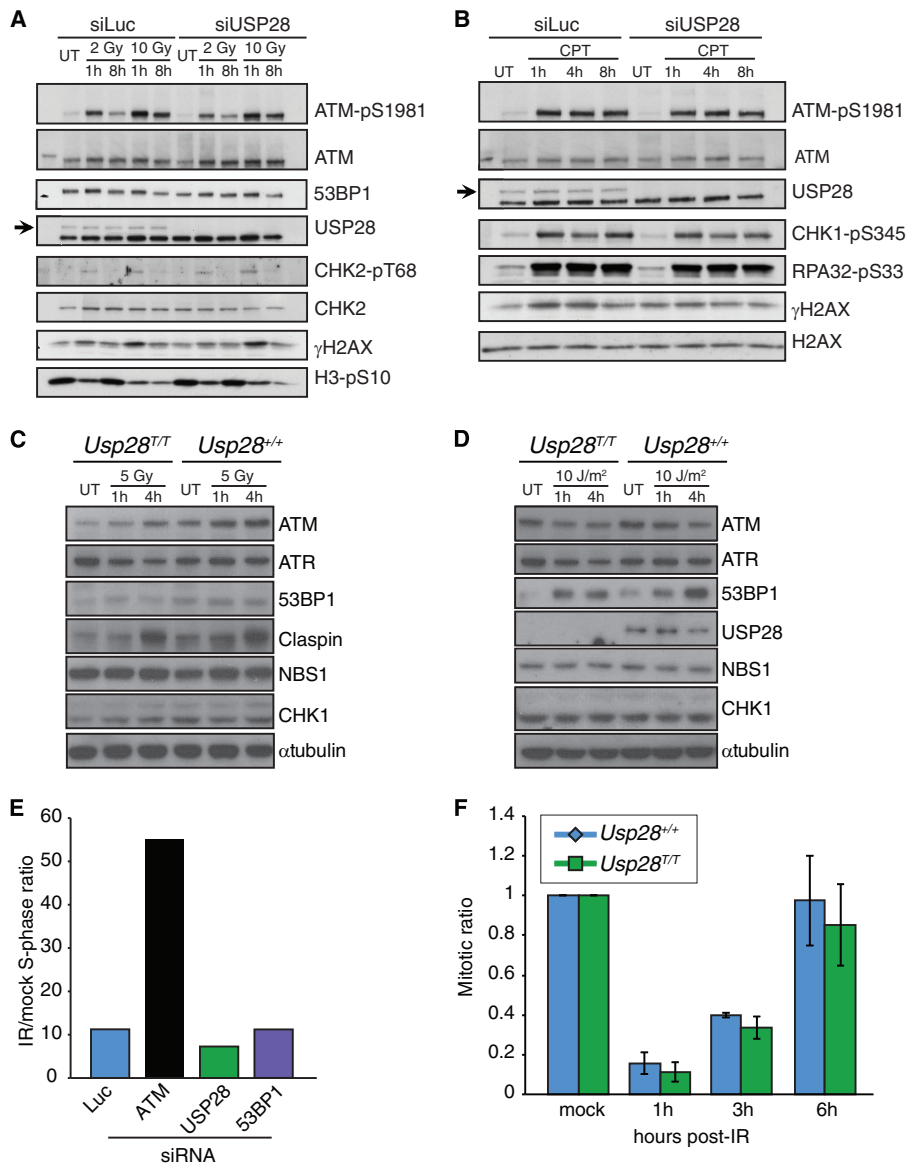 A
siLuc siUSP28
UT 2 Gy 10 Gy UT 2 Gy 10 Gy
1h 8h 1h 8h 1h 8h 1h 8h
ATM-pS1981
ATM
53BP1
USP28
CHK2-pT68
CHK2
γH2AX
H3-pS10
B
siLuc siUSP28
CPT CPT
UT 1h 4h 8h UT 1h 4h 8h
ATM-pS1981
ATM
USP28
CHK1-pS345
RPA32-pS33
γH2AX
H2AX
C
Usp28T/T Usp28+/+
UT 5 Gy UT 5 Gy
1h 4h 1h 4h
ATM
ATR
53BP1
Claspin
NBS1
CHK1
αtubulin
D
Usp28T/T Usp28+/+
UT 10 J/m² UT 10 J/m²
1h 4h 1h 4h
ATM
ATR
53BP1
USP28
NBS1
CHK1
αtubulin
E
IR/mock S-phase ratio
60
50
40
30
20
10
0
Luc ATM USP28 53BP1
siRNA
F
Usp28+/+
Usp28T/T
Mitotic ratio
1.4
1.2
1
0.8
0.6
0.4
0.2
0
mock 1h 3h 6h
hours post-IR